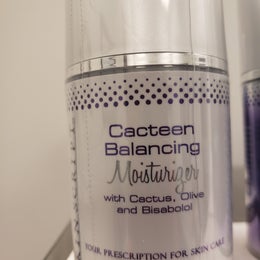 Cacteen
Balancing
Moisturizer
with Cactus, Olive
and Bisabolol
YOUR PRESCRIPTION FOR SKIN CARE